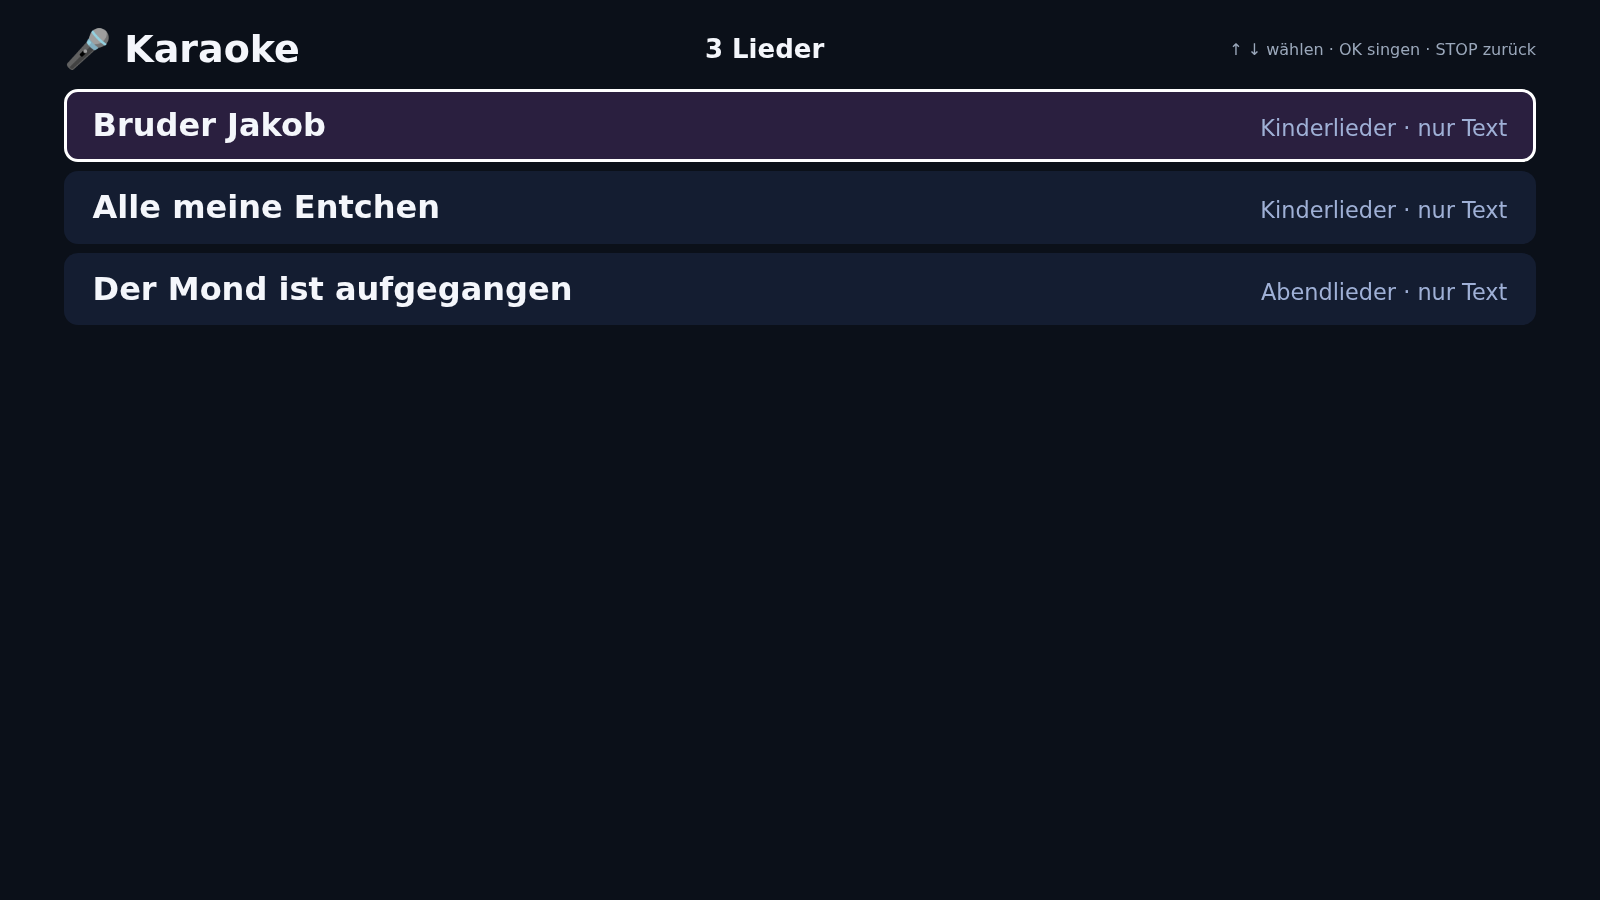 🎤 Karaoke
3 Lieder
↑ ↓ wählen · OK singen · STOP zurück
Bruder Jakob
Kinderlieder · nur Text
Alle meine Entchen
Kinderlieder · nur Text
Der Mond ist aufgegangen
Abendlieder · nur Text